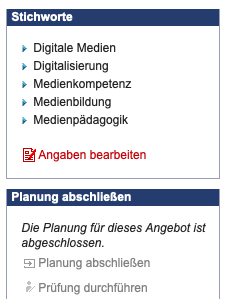 Stichworte
Digitale Medien
Digitalisierung
Medienkompetenz
Medienbildung
Medienpädagogik
Angaben bearbeiten
Planung abschließen
Die Planung für dieses Angebot ist
abgeschlossen.
Planung abschließen
Prüfung durchführen